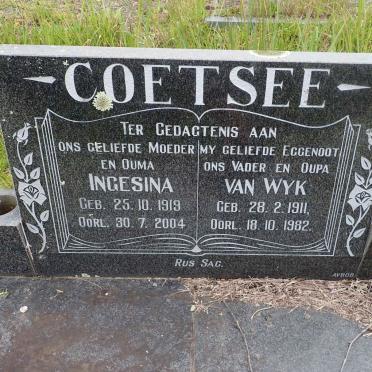 COETSEE
TER GEDAGTENIS AAN
ONS GELIEFDE MOEDER
EN OUMA
INGESINA
GEB. 25.10.1919
OORL. 30.7.2004
MY GELIEFDE EGGENOOT
ONS VADER EN OUPA
VAN WYK
GEB. 28.2.1911,
OORL. 18.10.1982.
RUS SAG.
AVBOB